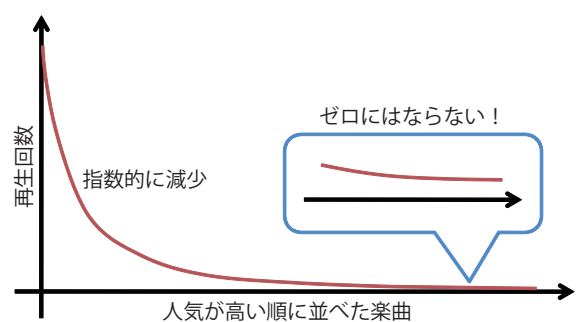 ゼロにはならない！
指数的に減少
再生回数
人気が高い順に並べた楽曲